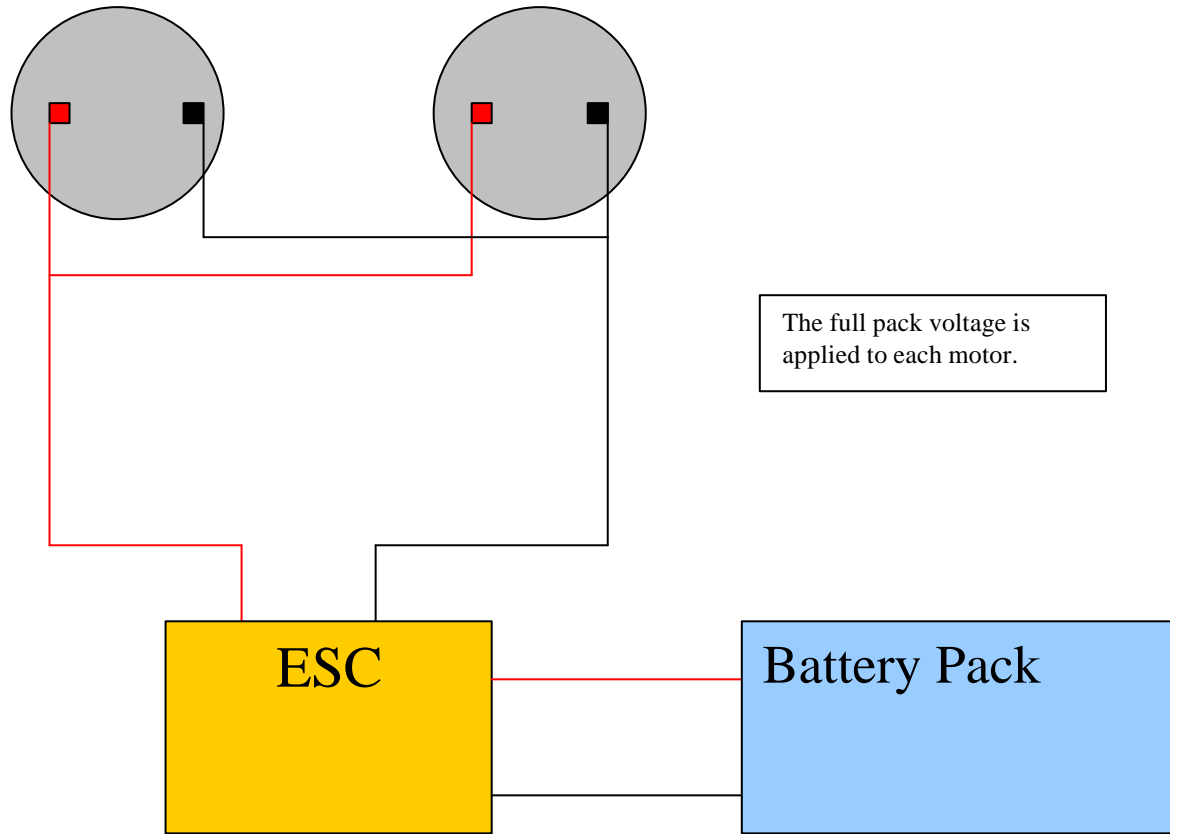 The full pack voltage is
applied to each motor.
ESC
Battery Pack